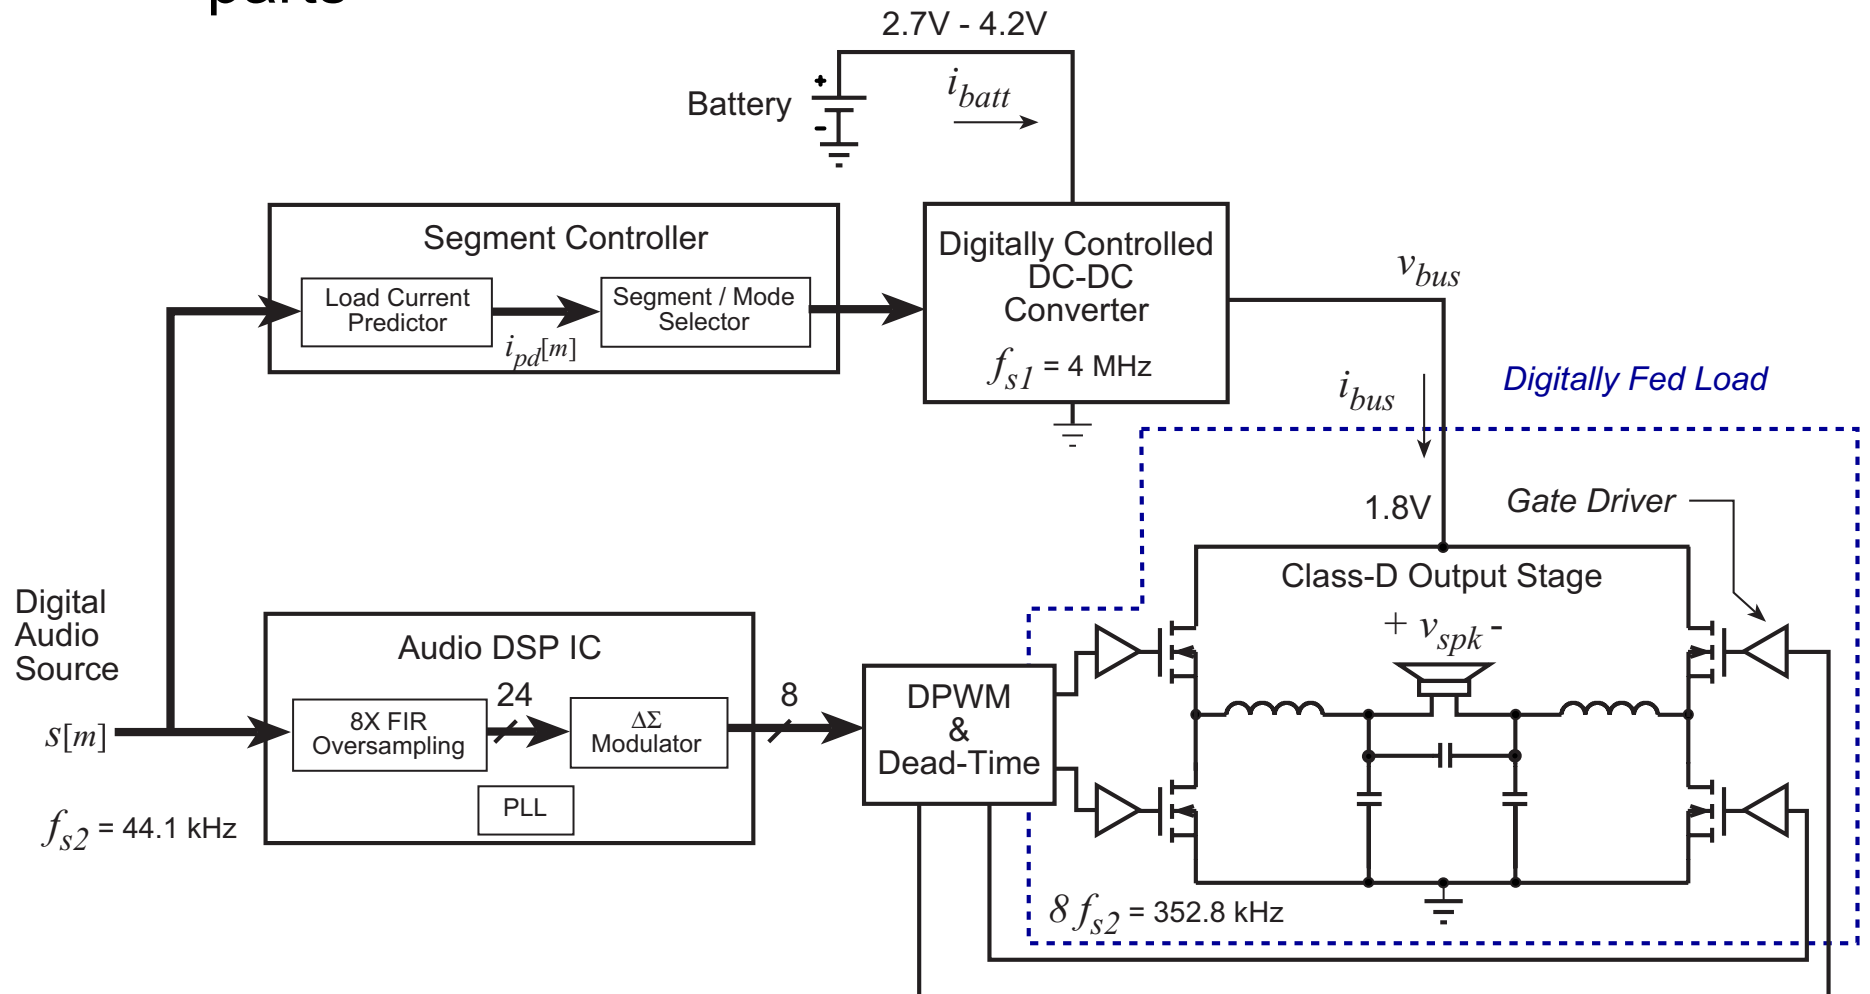 parts
2.7V - 4.2V
Battery
+
-
i_batt
Segment Controller
Load Current
Predictor
i_pd[m]
Segment / Mode
Selector
Digitally Controlled
DC-DC
Converter
f_s1 = 4 MHz
v_bus
i_bus
Digitally Fed Load
1.8V
Gate Driver
Class-D Output Stage
+ v_spk -
Digital
Audio
Source
s[m]
f_s2 = 44.1 kHz
Audio DSP IC
8X FIR
Oversampling
24
ΔΣ
Modulator
PLL
8
DPWM
&
Dead-Time
8 f_s2 = 352.8 kHz